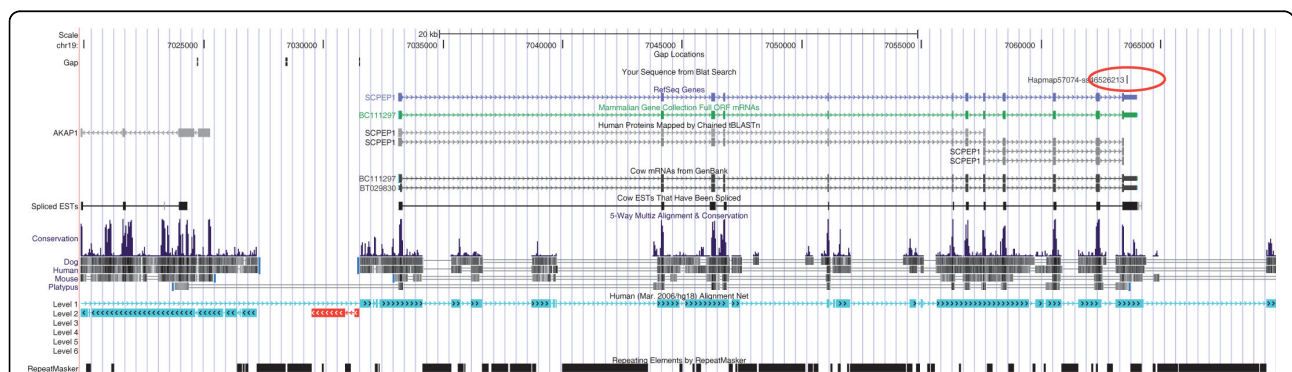 Scale 20 kb
chr19: 7025000 7030000 7035000 7040000 7045000 7050000 7055000 7060000 7065000
Gap Locations
Gap
Your Sequence from Blat Search
Hapmap57074-ss46526213
RefSeq Genes
SCPEP1
Mammalian Gene Collection Full ORF mRNAs
BC111297
Human Proteins Mapped by Chained tBLASTn
AKAP1 SCPEP1
SCPEP1
SCPEP1
SCPEP1
Cow mRNAs from GenBank
BC111297
BT029830
Cow ESTs That Have Been Spliced
Spliced ESTs
5-Way Multiz Alignment & Conservation
Conservation
Dog
Human
Mouse
Platypus
Human (Mar. 2006/hg18) Alignment Net
Level 1
Level 2
Level 3
Level 4
Level 5
Level 6
Repeating Elements by RepeatMasker
RepeatMasker